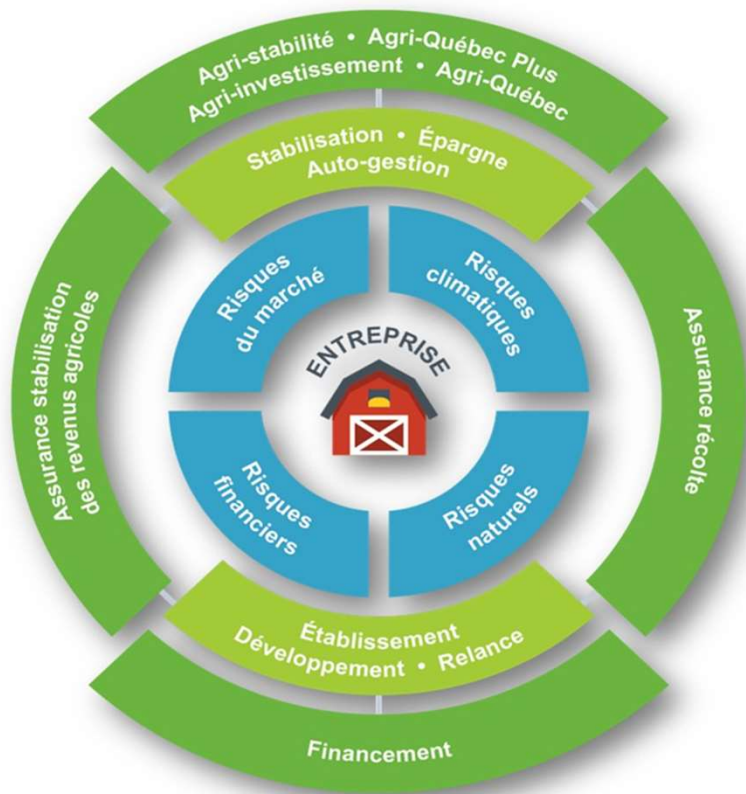 Agri-stabilité • Agri-Québec Plus
Agri-investissement • Agri-Québec
Stabilisation • Épargne
Auto-gestion
Risques
du marché
Risques
climatiques
ENTREPRISE
Assurance stabilisation
des revenus agricoles
Assurance récolte
Risques
financiers
Risques
naturels
Établissement
Développement • Relance
Financement